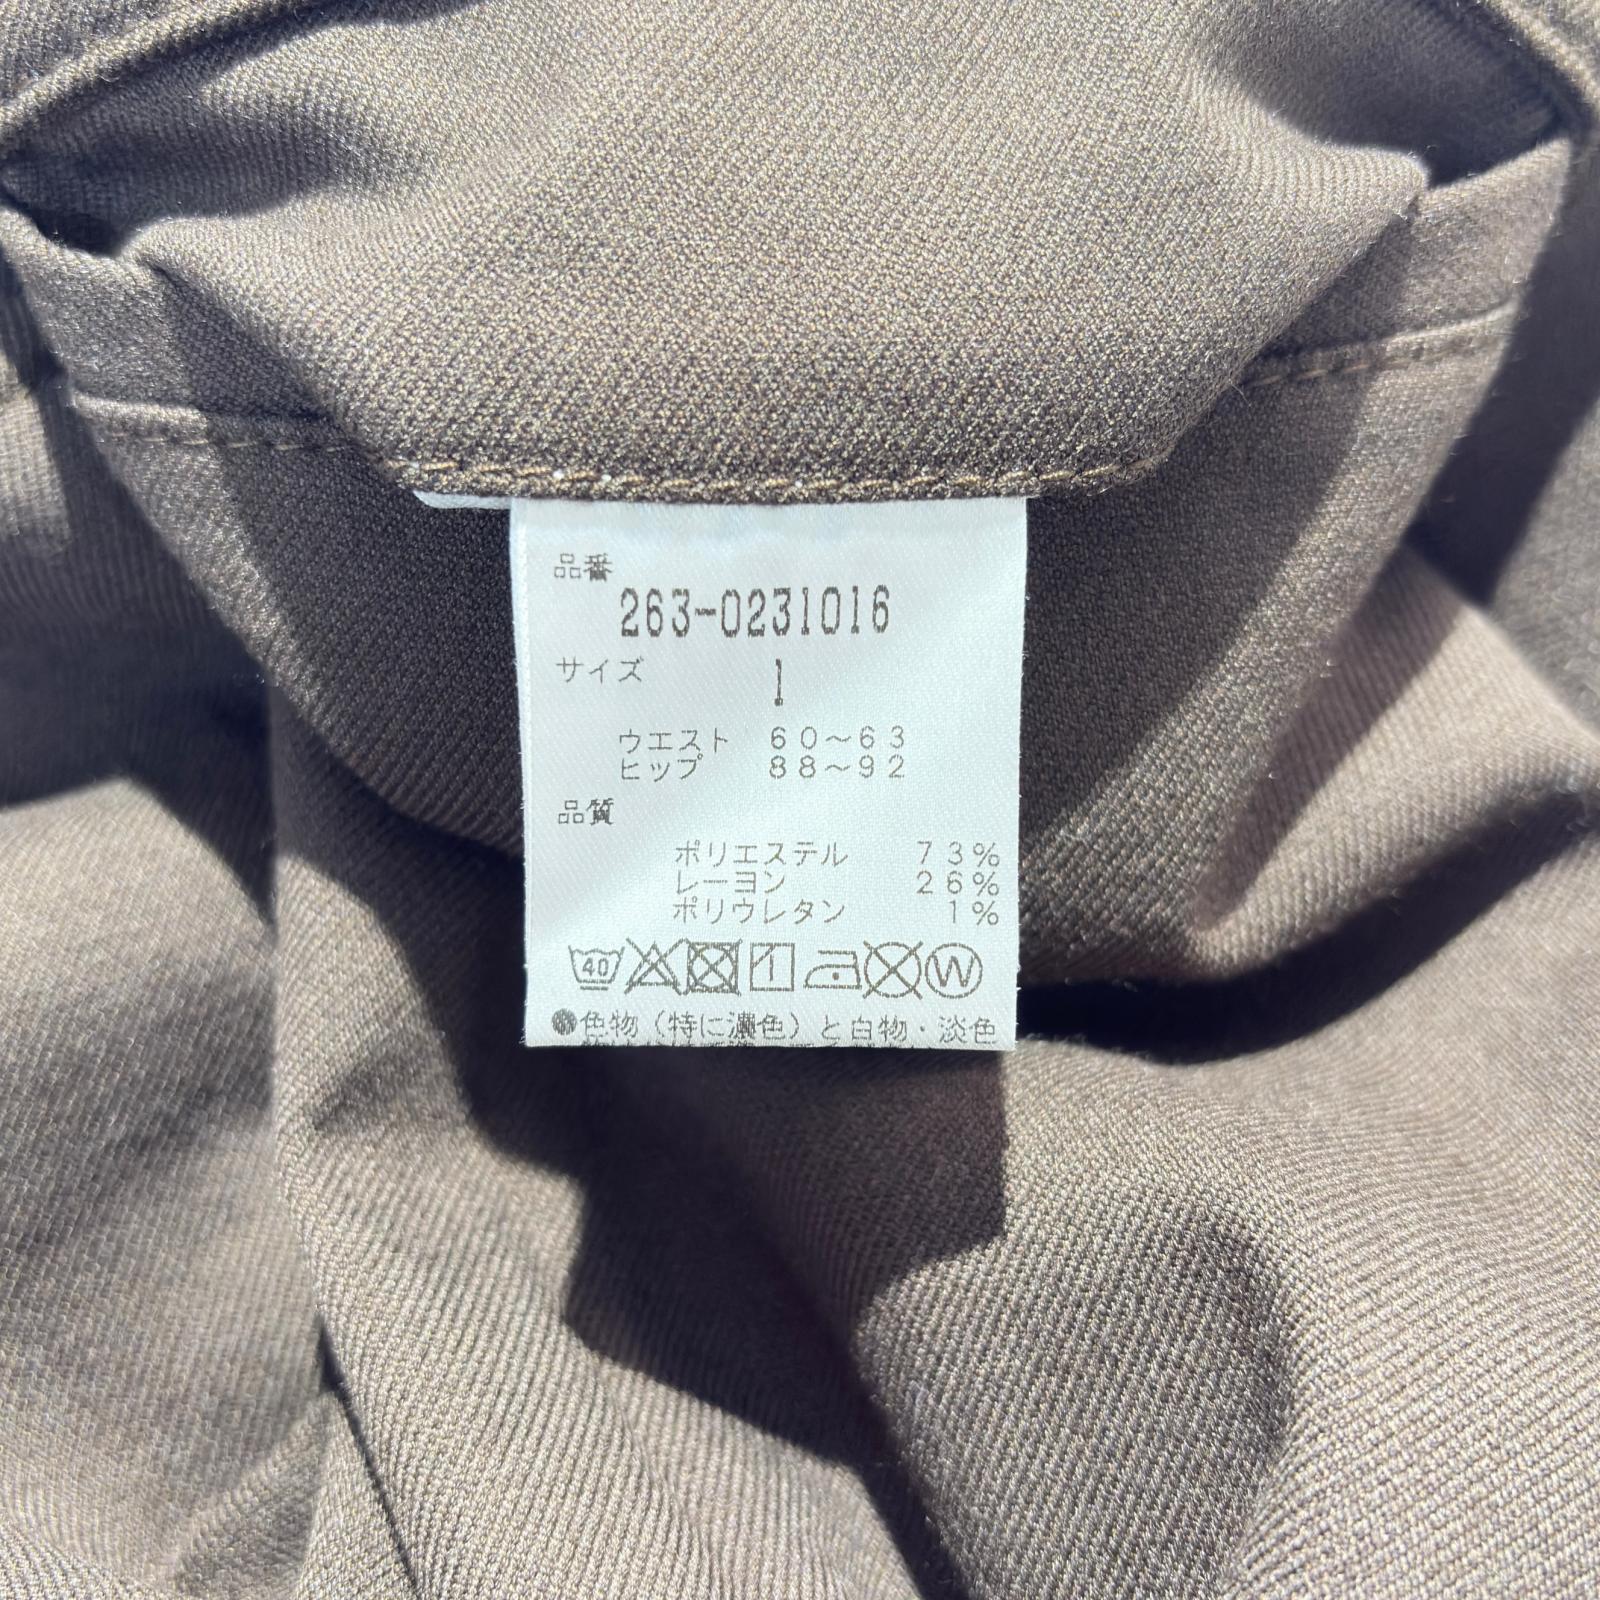 品番
263-0231016
サイズ 1
ウエスト 60～63
ヒップ 88～92
品質
ポリエステル 73%
レーヨン 26%
ポリウレタン 1%
40 W
●色物(特に濃色)と白物・淡色